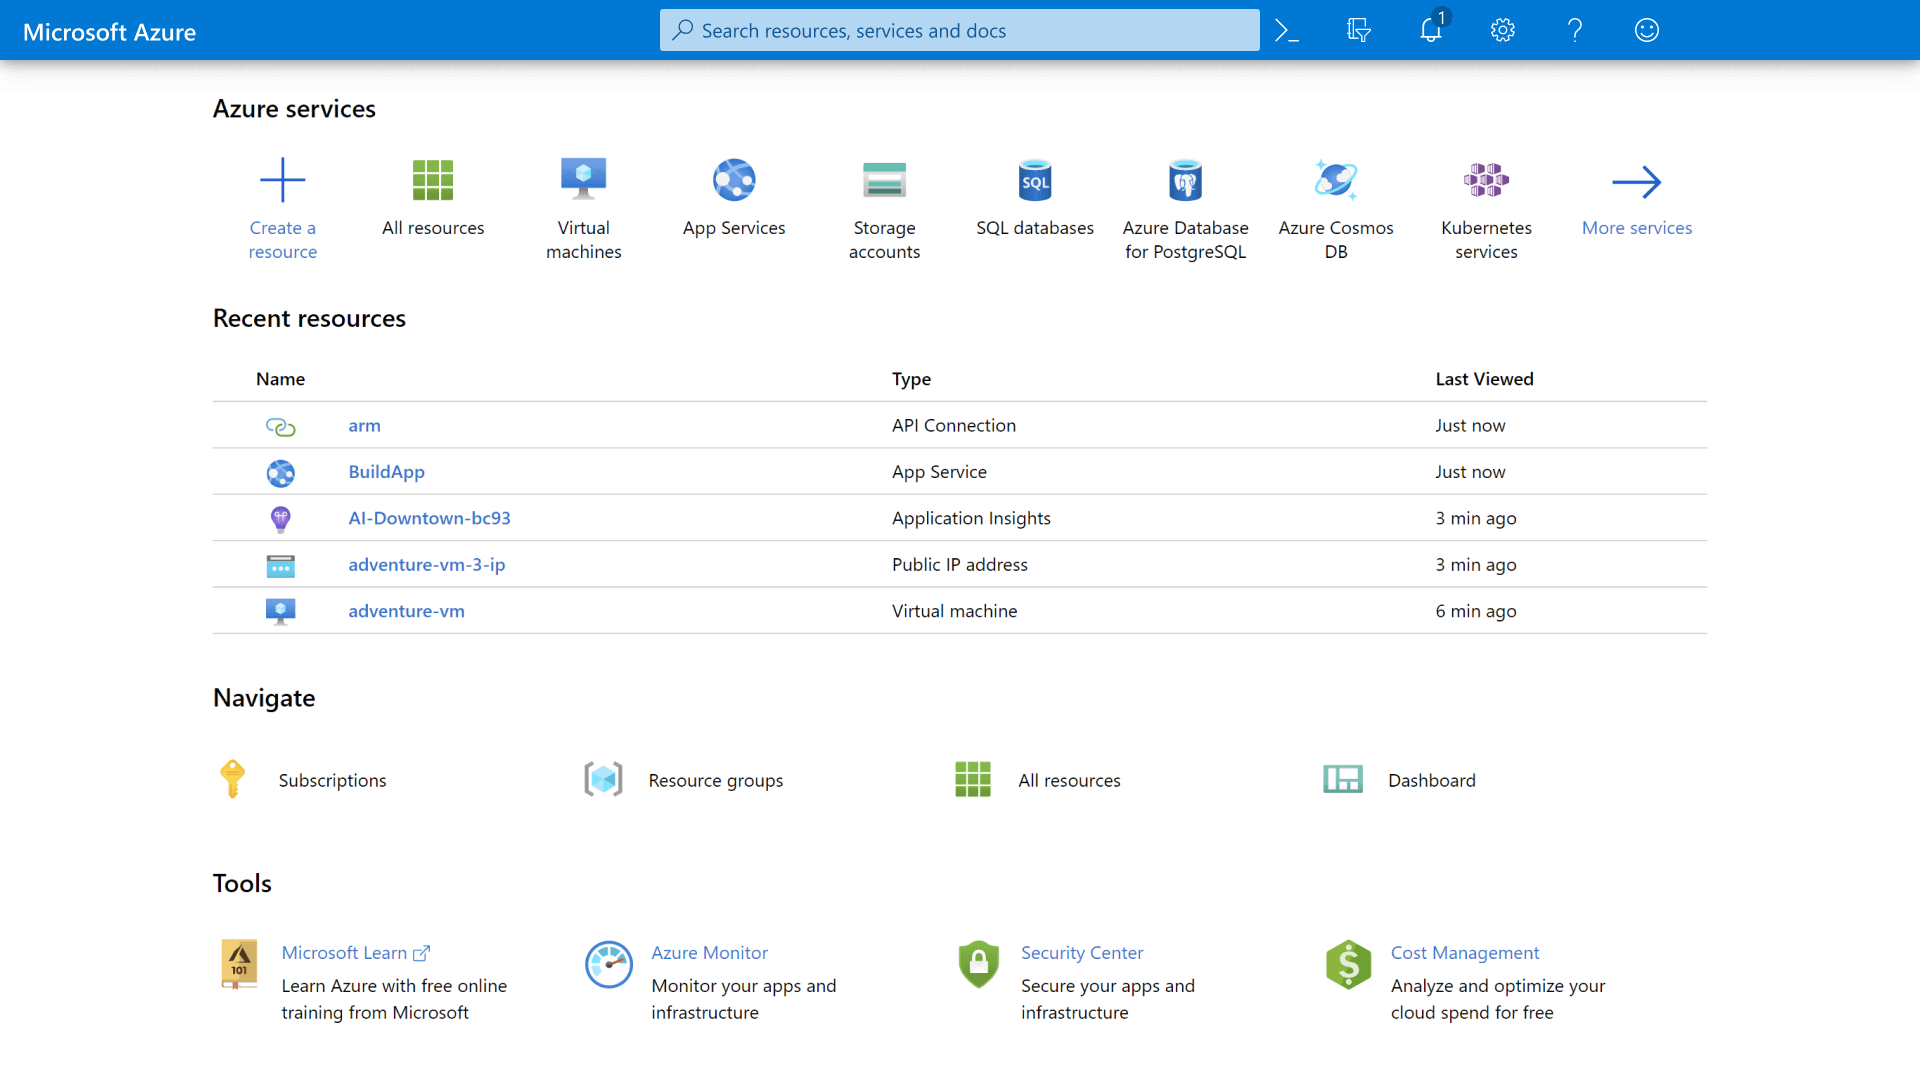 Microsoft Azure
Search resources, services and docs
1
Azure services
Create a resource
All resources
Virtual machines
App Services
Storage accounts
SQL
SQL databases
Azure Database for PostgreSQL
Azure Cosmos DB
Kubernetes services
More services
Recent resources
Name Type Last Viewed
arm API Connection Just now
BuildApp App Service Just now
AI-Downtown-bc93 Application Insights 3 min ago
adventure-vm-3-ip Public IP address 3 min ago
adventure-vm Virtual machine 6 min ago
Navigate
Subscriptions
Resource groups
All resources
Dashboard
Tools
101
Microsoft Learn
Learn Azure with free online
training from Microsoft
Azure Monitor
Monitor your apps and
infrastructure
Security Center
Secure your apps and
infrastructure
$
Cost Management
Analyze and optimize your
cloud spend for free